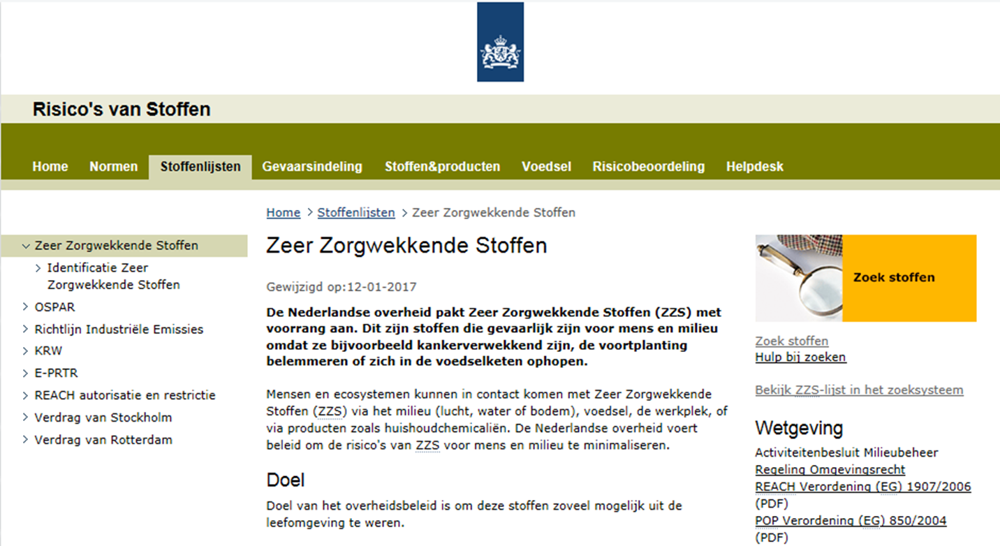 Risico's van Stoffen
Home Normen Stoffenlijsten Gevaarsindeling Stoffen&producten Voedsel Risicobeoordeling Helpdesk
Home > Stoffenlijsten > Zeer Zorgwekkende Stoffen
Zeer Zorgwekkende Stoffen
Identificatie Zeer
Zorgwekkende Stoffen
OSPAR
Richtlijn Industriële Emissies
KRW
E-PRTR
REACH autorisatie en restrictie
Verdrag van Stockholm
Verdrag van Rotterdam
Zeer Zorgwekkende Stoffen
Gewijzigd op:12-01-2017
De Nederlandse overheid pakt Zeer Zorgwekkende Stoffen (ZZS) met
voorrang aan. Dit zijn stoffen die gevaarlijk zijn voor mens en milieu
omdat ze bijvoorbeeld kankerverwekkend zijn, de voortplanting
belemmeren of zich in de voedselketen ophopen.
Mensen en ecosystemen kunnen in contact komen met Zeer Zorgwekkende
Stoffen (ZZS) via het milieu (lucht, water of bodem), voedsel, de werkplek, of
via producten zoals huishoudchemicaliën. De Nederlandse overheid voert
beleid om de risico's van ZZS voor mens en milieu te minimaliseren.
Doel
Doel van het overheidsbeleid is om deze stoffen zoveel mogelijk uit de
leefomgeving te weren.
Zoek stoffen
Zoek stoffen
Hulp bij zoeken
Bekijk ZZS-lijst in het zoeksysteem
Wetgeving
Activiteitenbesluit Milieubeheer
Regeling Omgevingsrecht
REACH Verordening (EG) 1907/2006
(PDF)
POP Verordening (EG) 850/2004
(PDF)